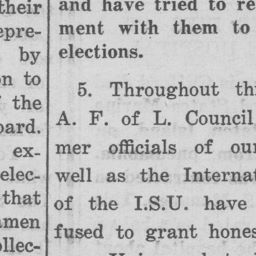 their
epre-
by
on to
f the
oard.
ex-
elec-
that
amen
ollec-
and have tried to re
ment with them to
elections.
5. Throughout thi
A. F. of L. Council
mer officials of our
well as the Internat
of the I.S.U. have
fused to grant hones